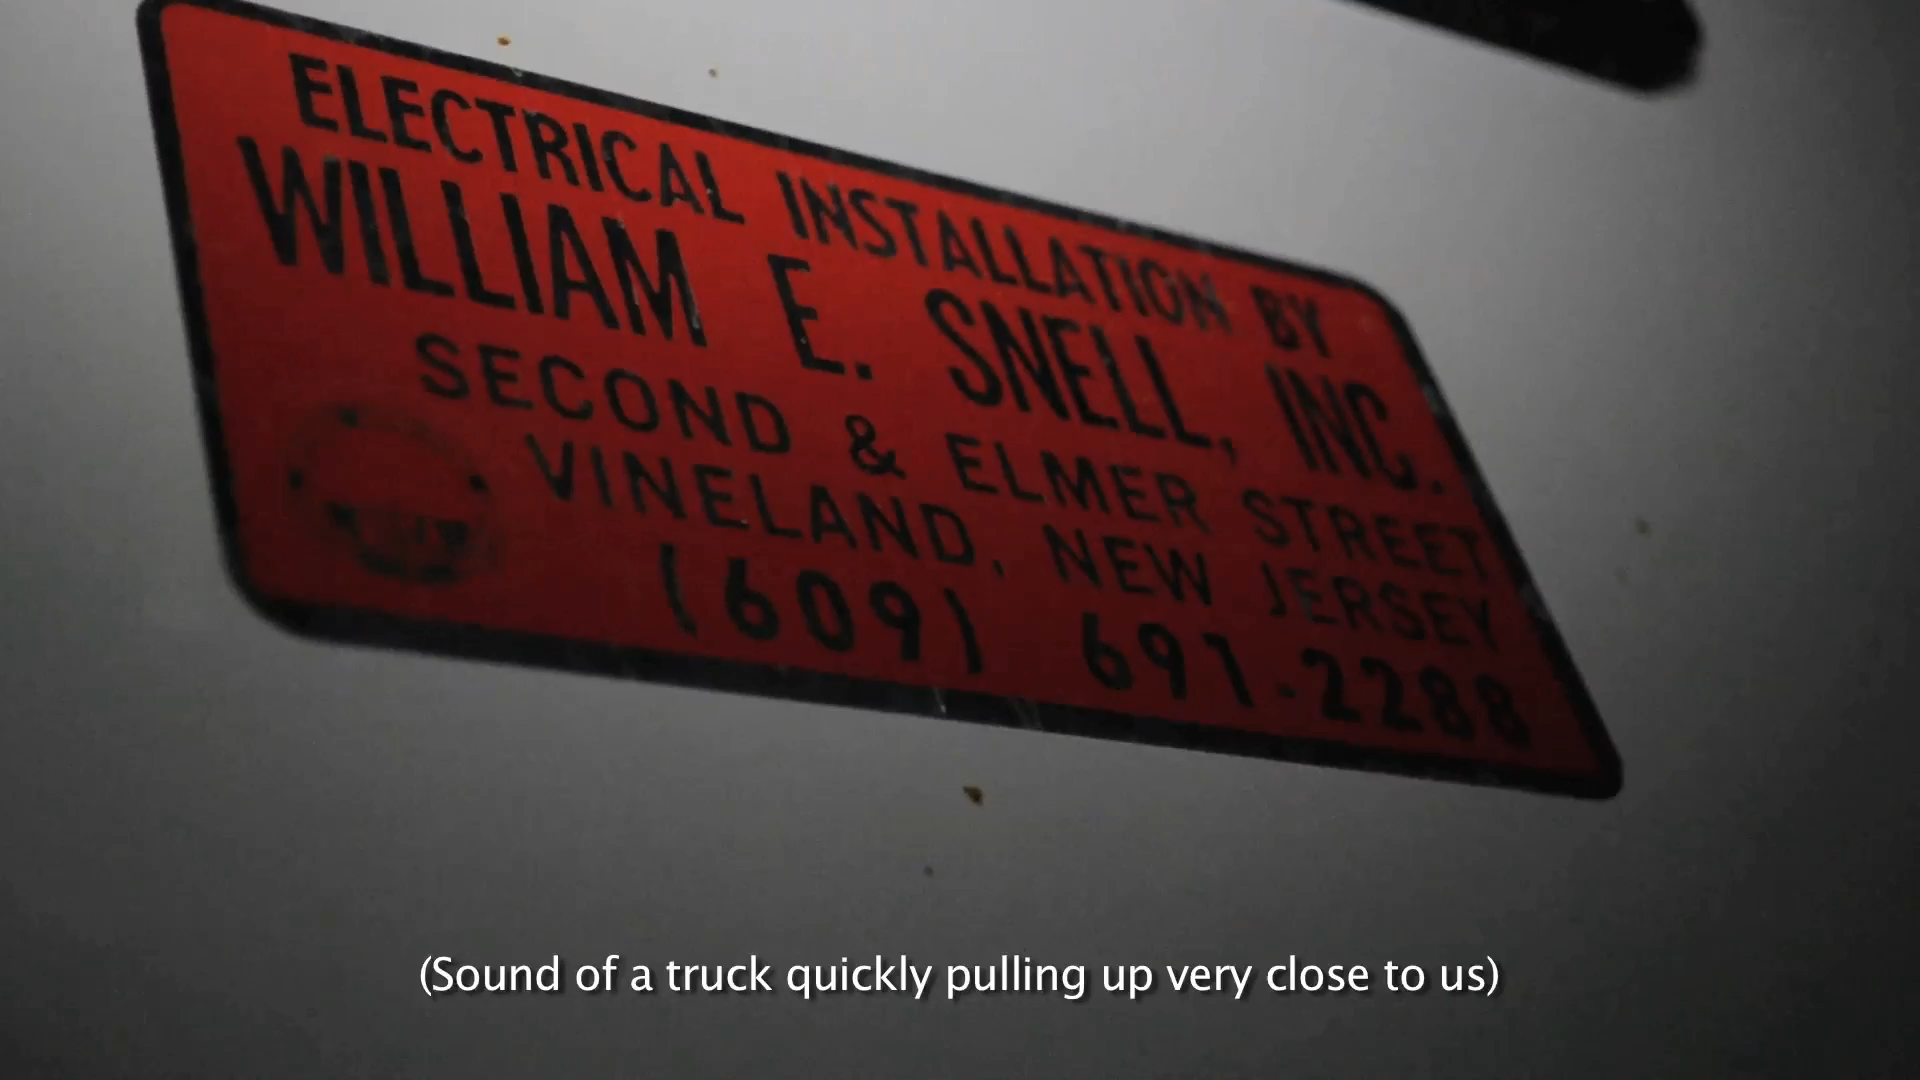 ELECTRICAL INSTALLATION BY
WILLIAM E. SNELL, INC.
SECOND & ELMER STREET
VINELAND, NEW JERSEY
(609) 691-2288
(Sound of a truck quickly pulling up very close to us)